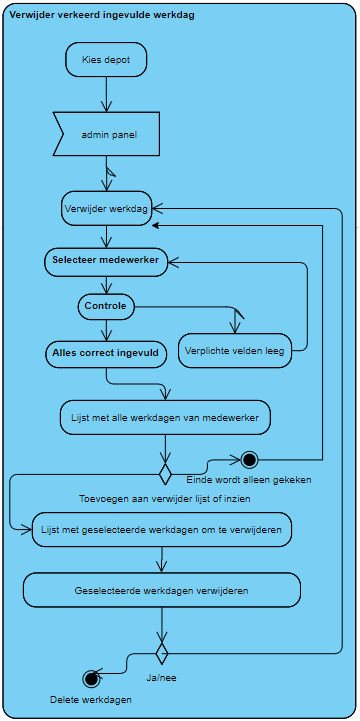 Verwijder verkeerd ingevulde werkdag
Kies depot
admin panel
Verwijder werkdag
Selecteer medewerker
Controle
Alles correct ingevuld
Verplichte velden leeg
Lijst met alle werkdagen van medewerker
Einde wordt alleen gekeken
Toevoegen aan verwijder lijst of inzien
Lijst met geselecteerde werkdagen om te verwijderen
Geselecteerde werkdagen verwijderen
Ja/nee
Delete werkdagen